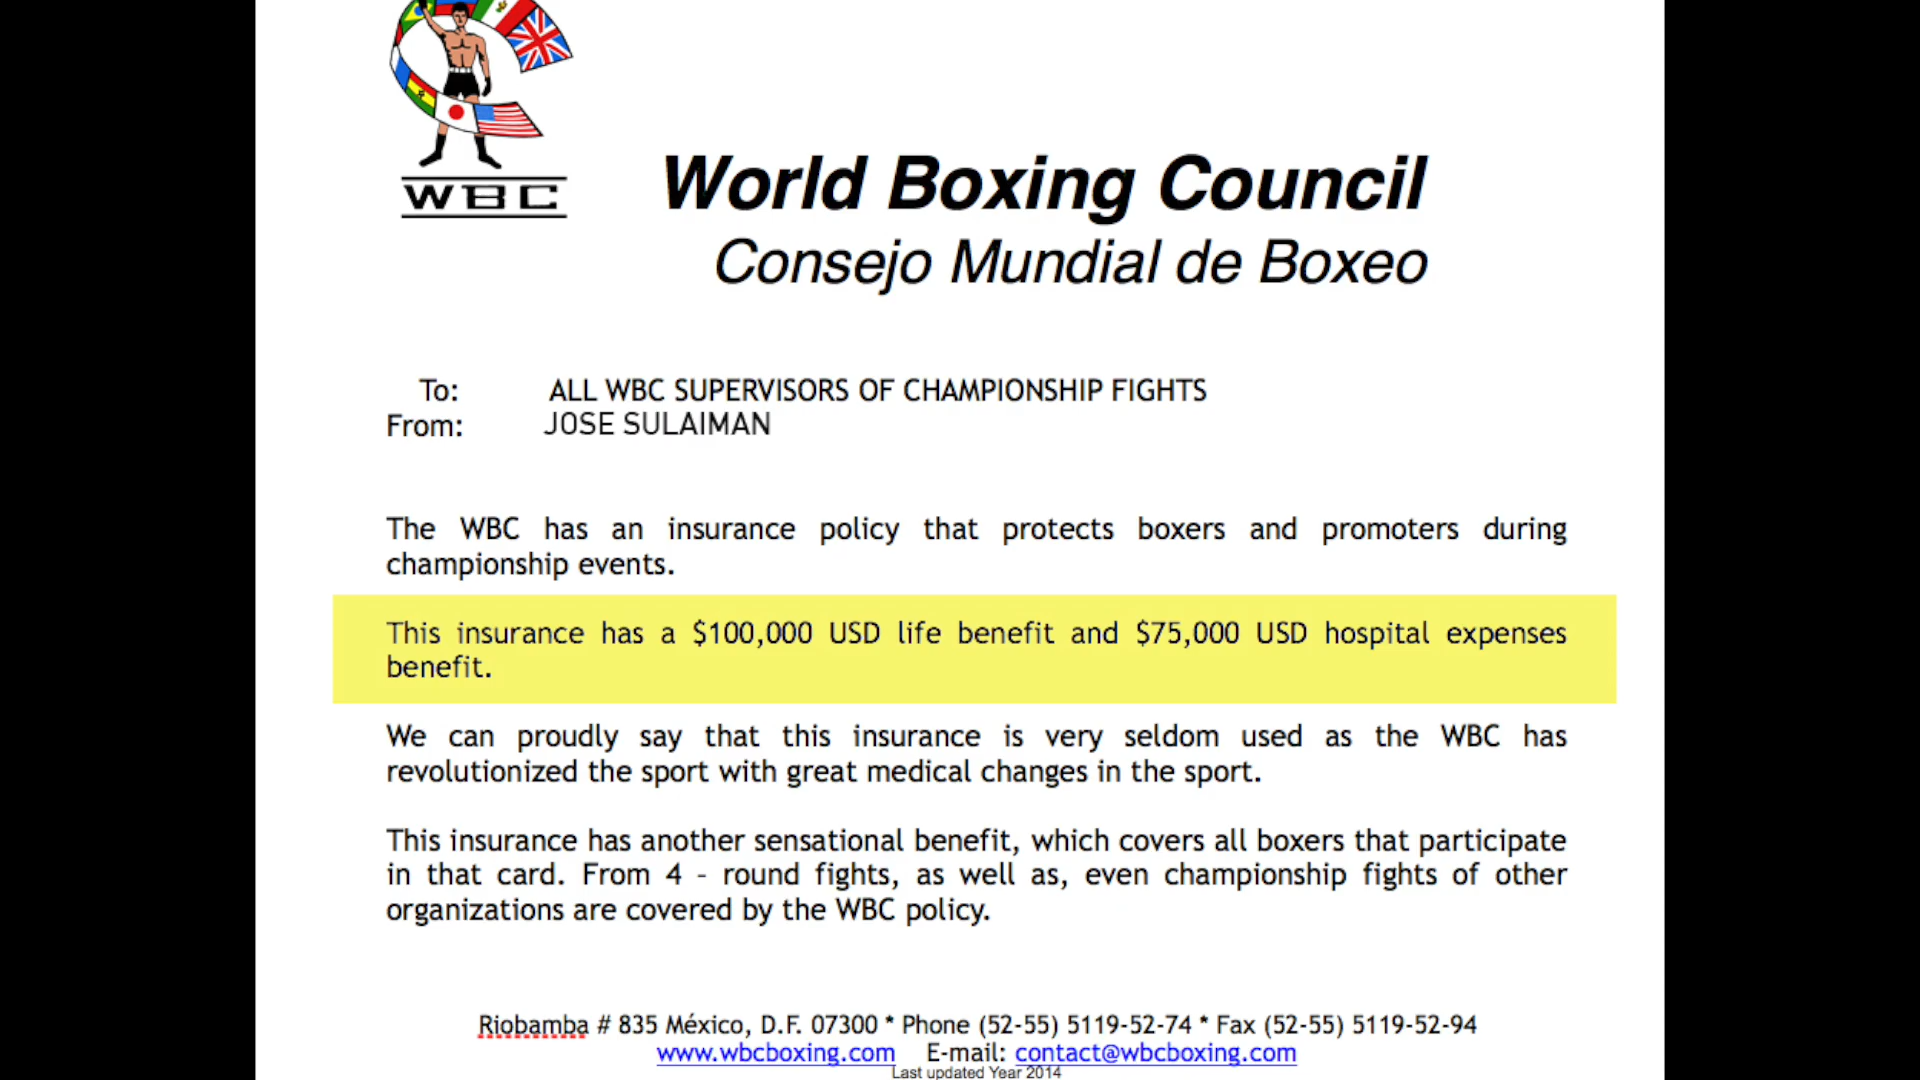 WBC
World Boxing Council
Consejo Mundial de Boxeo
To: ALL WBC SUPERVISORS OF CHAMPIONSHIP FIGHTS
From: JOSE SULAIMAN
The WBC has an insurance policy that protects boxers and promoters during
championship events.
This insurance has a $100,000 USD life benefit and $75,000 USD hospital expenses
benefit.
We can proudly say that this insurance is very seldom used as the WBC has
revolutionized the sport with great medical changes in the sport.
This insurance has another sensational benefit, which covers all boxers that participate
in that card. From 4 - round fights, as well as, even championship fights of other
organizations are covered by the WBC policy.
Riobamba # 835 México, D.F. 07300 * Phone (52-55) 5119-52-74 * Fax (52-55) 5119-52-94
www.wbcboxing.com E-mail: contact@wbcboxing.com
Last updated Year 2014